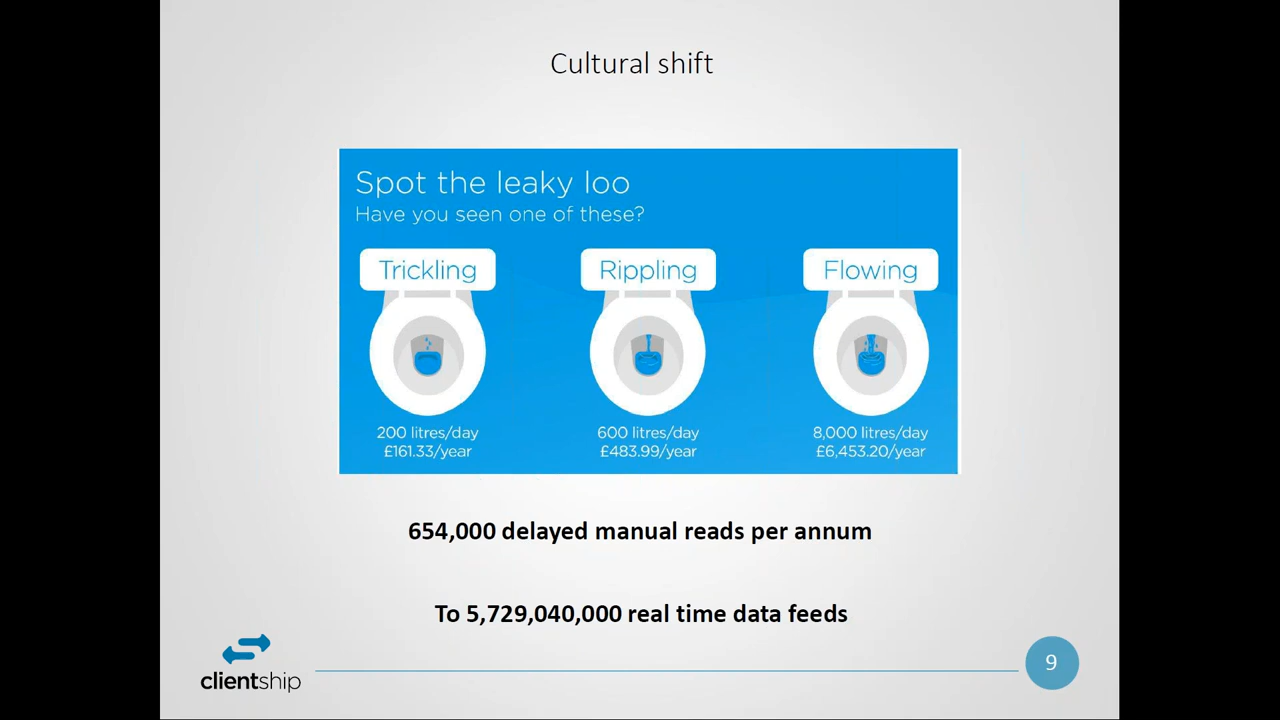 Cultural shift
Spot the leaky loo
Have you seen one of these?
Trickling
Rippling
Flowing
200 litres/day
£161.33/year
600 litres/day
£483.99/year
8,000 litres/day
£6,453.20/year
654,000 delayed manual reads per annum
To 5,729,040,000 real time data feeds
clientship
9